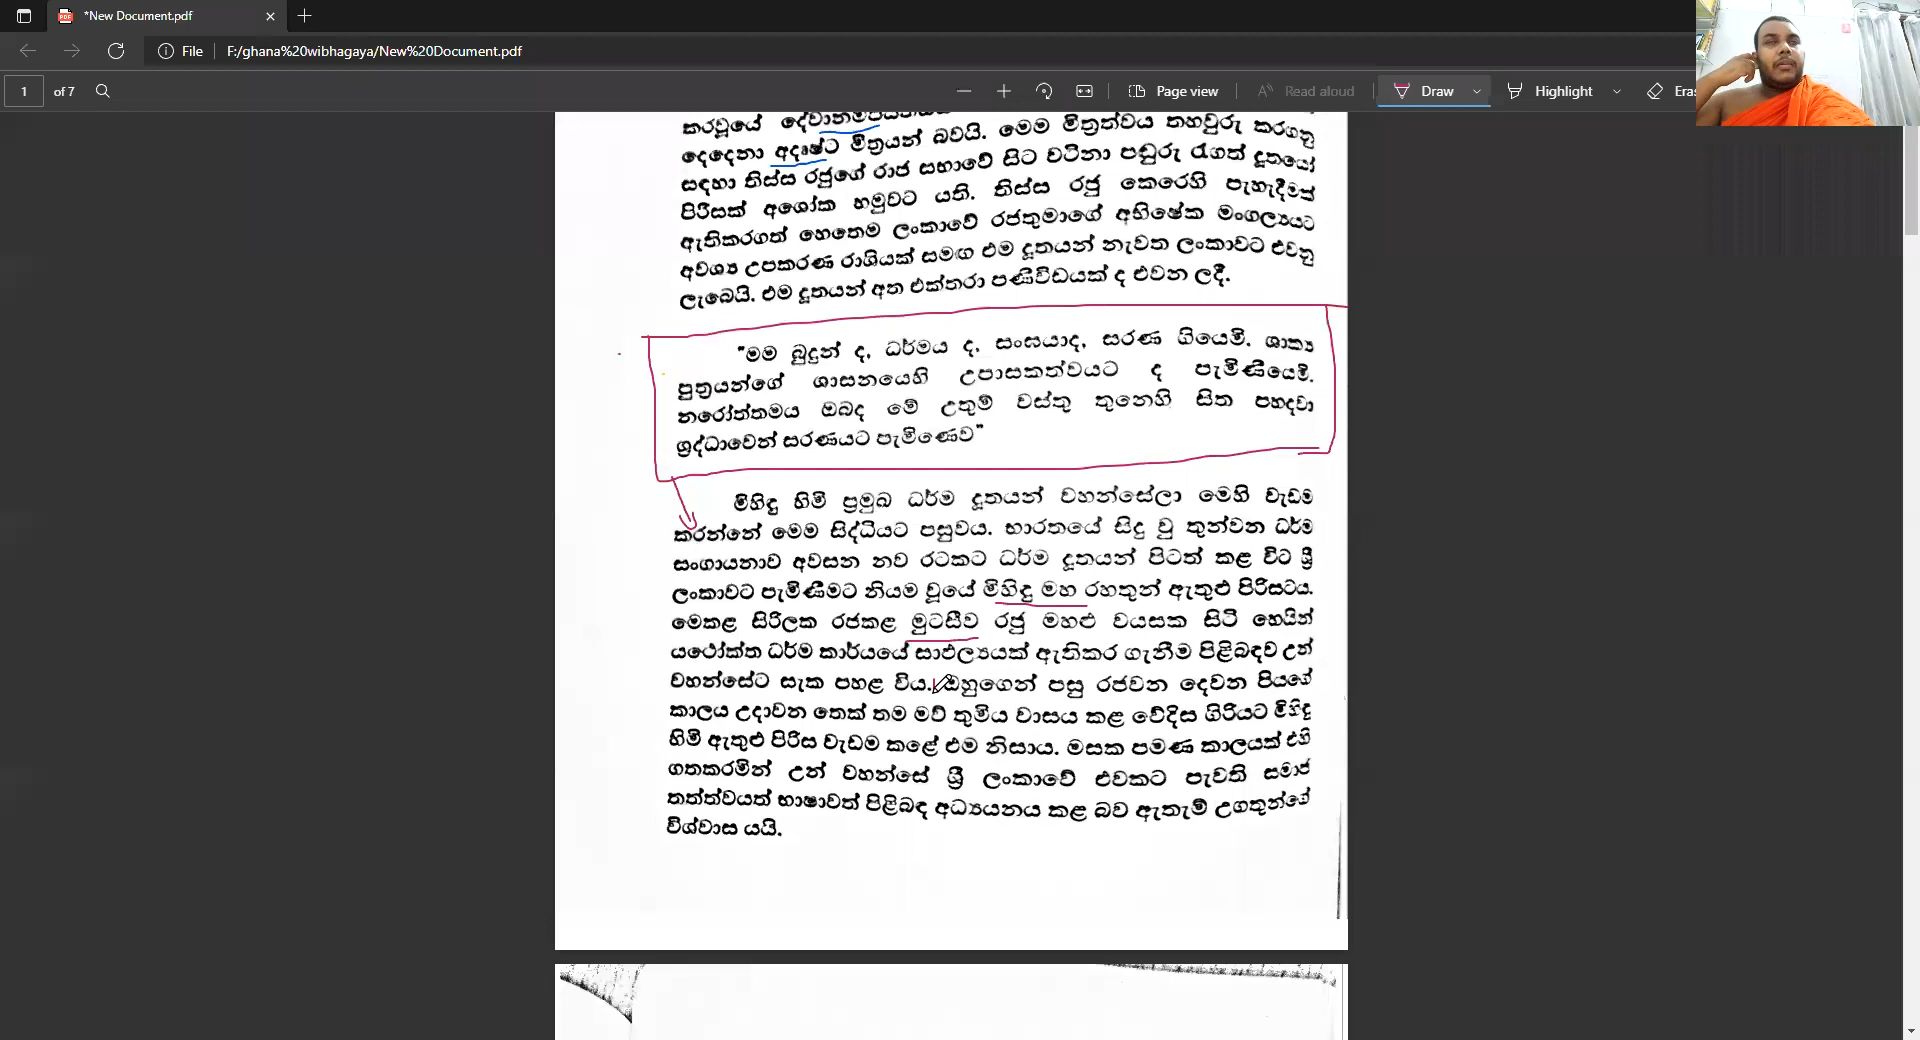 *New Document.pdf
File F:/ghana%20wibhagaya/New%20Document.pdf
1 of 7 Page view Read aloud Draw Highlight Eras
කරවූයේ
දෙදෙනා අදෘෂ්ට මිත්‍රයන් බවයි. මෙම මිත්‍රත්වය තහවුරු කරගනු
සඳහා තිස්ස රජුගේ රාජ සභාවේ සිට වටිනා පඬුරු රැගත් දූතයෝ
පිරිසක් අශෝක හමුවට යති. තිස්ස රජු කෙරෙහි පැහැදීමක්
ඇතිකරගත් හෙතෙම ලංකාවේ රජතුමාගේ අභිෂේක මංගල්‍යයට
අවශ්‍ය උපකරණ රාශියක් සමඟ එම දූතයන් නැවත ලංකාවට එවනු
ලැබෙයි. එම දූතයන් අත එක්තරා පණිවිඩයක් ද එවන ලදී.
"මම බුදුන් ද, ධර්මය ද, සංඝයාද, සරණ ගියෙමි. ශාක්‍ය
පුත්‍රයන්ගේ ශාසනයෙහි උපාසකත්වයට ද පැමිණියෙමි.
නරෝත්තමය ඔබද මේ උතුම් වස්තු තුනෙහි සිත පහදවා
ශ්‍රද්ධාවෙන් සරණයට පැමිණෙව"
මිහිඳු හිමි ප්‍රමුඛ ධර්ම දූතයන් වහන්සේලා මෙහි වැඩම
කරන්නේ මෙම සිද්ධියට පසුවය. භාරතයේ සිදු වු තුන්වන ධර්ම
සංගායනාව අවසන නව රටකට ධර්ම දූතයන් පිටත් කළ විට ශ්‍රී
ලංකාවට පැමිණීමට නියම වූයේ මිහිඳු මහ රහතුන් ඇතුළු පිරිසටය.
මෙකළ සිරිලක රජකළ මුටසීව රජු මහළු වයසක සිටි හෙයින්
යථෝක්ත ධර්ම කාර්යයේ සාඵල්‍යයක් ඇතිකර ගැනීම පිළිබඳව උන්
වහන්සේට සැක පහළ විය. ඔහුගෙන් පසු රජවන දෙවන පියගේ
කාලය උදාවන තෙක් තම මව් තුමිය වාසය කළ වේදිස ගිරියට මිහිඳු
හිමි ඇතුළු පිරිස වැඩම කළේ එම නිසාය. මසක පමණ කාලයක් එහි
ගතකරමින් උන් වහන්සේ ශ්‍රී ලංකාවේ එවකට පැවති සමාජ
තත්ත්වයත් භාෂාවත් පිළිබඳ අධ්‍යයනය කළ බව ඇතැම් උගතුන්ගේ
විශ්වාස යයි.